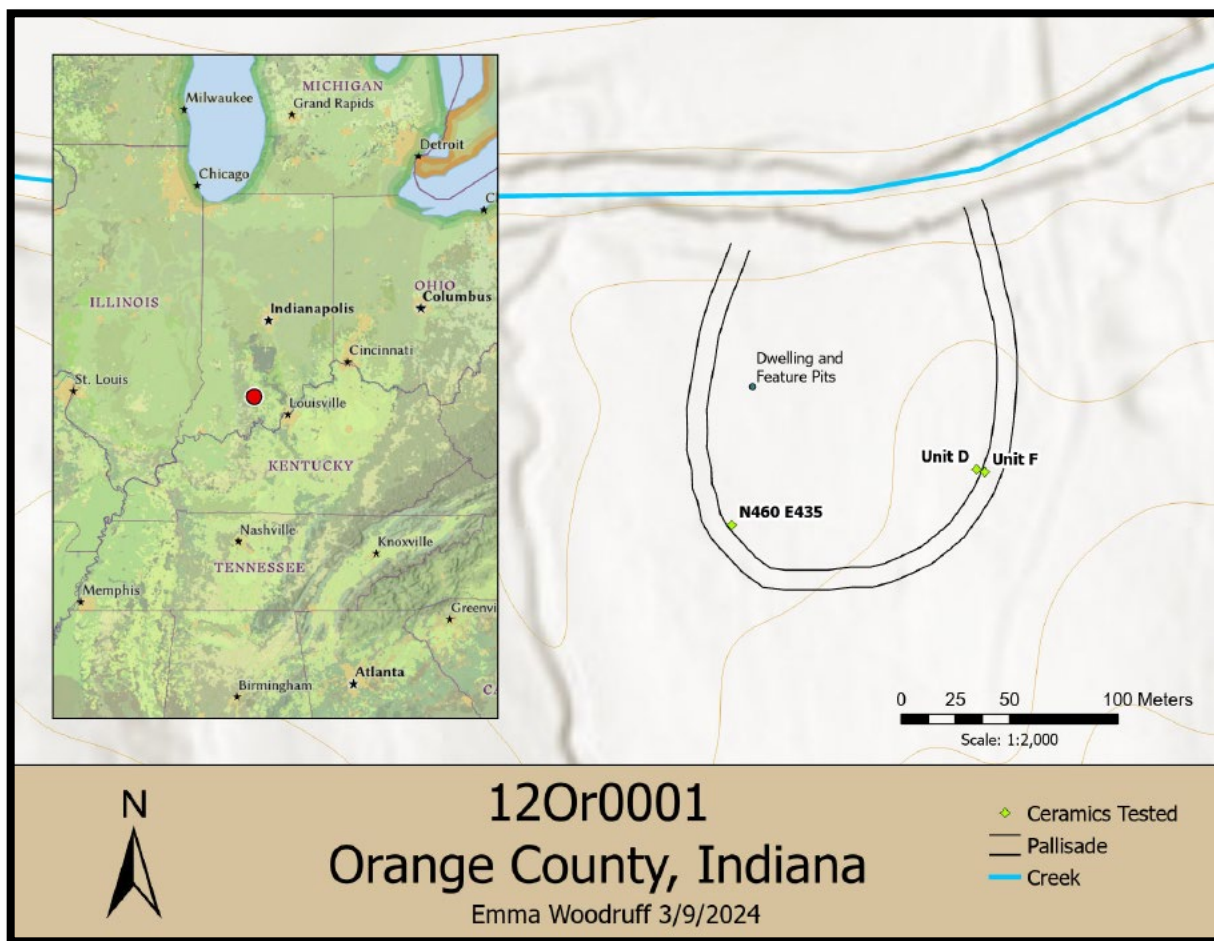 MICHIGAN
Milwaukee
Grand Rapids
Detroit
Chicago
C
ILLINOIS
OHIO
Columbus
Indianapolis
Cincinnati
St. Louis
Louisville
KENTUCKY
Nashville
Knoxville
TENNESSEE
Memphis
Greenvi
Atlanta
Birmingham
CA
Dwelling and
Feature Pits
Unit D
Unit F
N460 E435
0 25 50 100 Meters
Scale: 1:2,000
N
12Or0001
Orange County, Indiana
Emma Woodruff 3/9/2024
Ceramics Tested
Pallisade
Creek